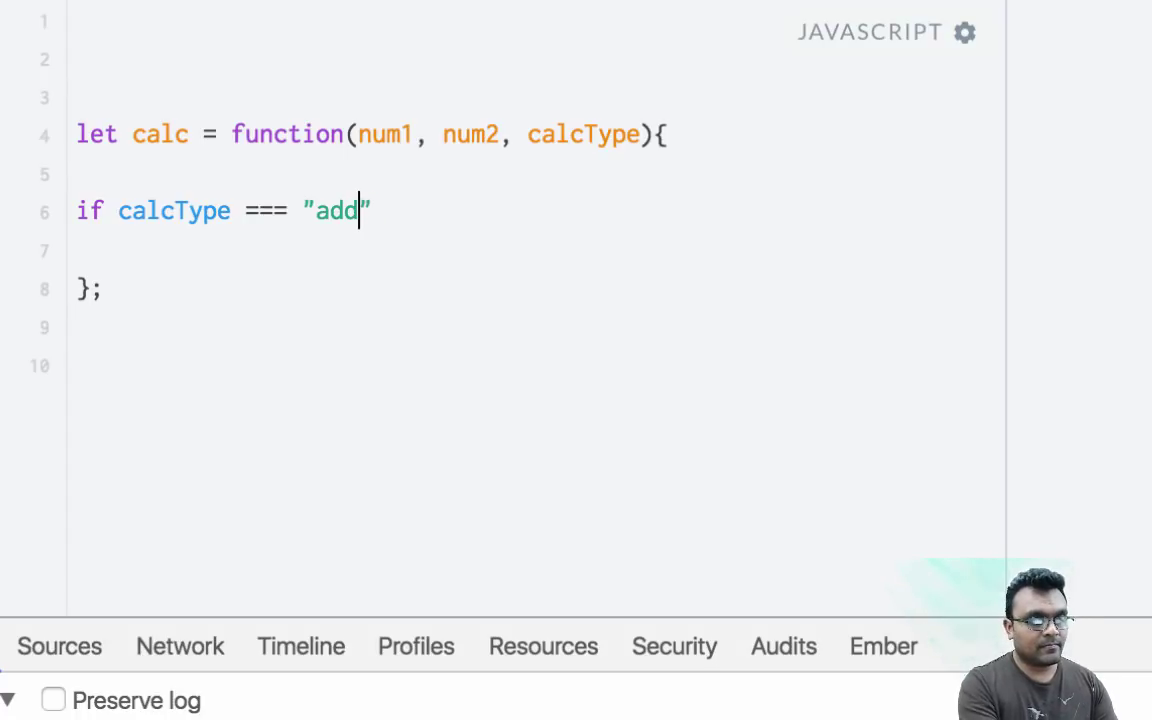 1
JAVASCRIPT
2
3
4 let calc = function(num1, num2, calcType){
5
6 if calcType === "add"
7
8 };
9
10
Sources Network Timeline Profiles Resources Security Audits Ember
Preserve log